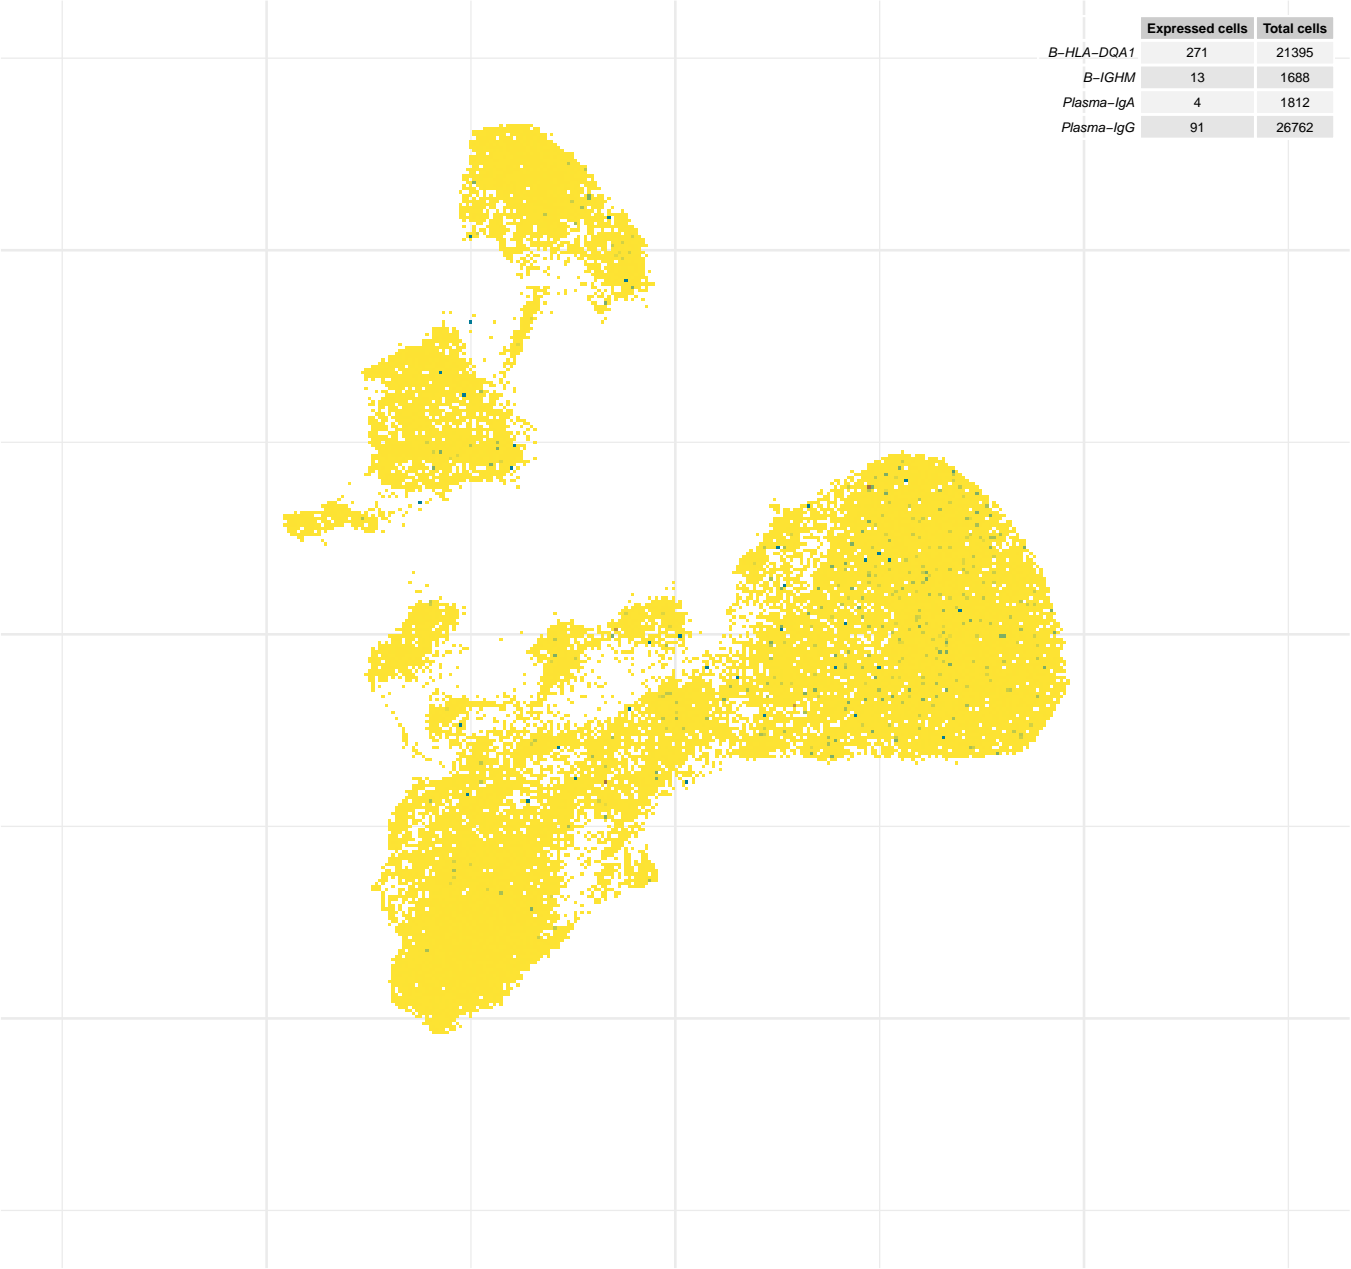 Expressed cells Total cells
B−HLA−DQA1 271 21395
B−IGHM 13 1688
Plasma−IgA 4 1812
Plasma−IgG 91 26762